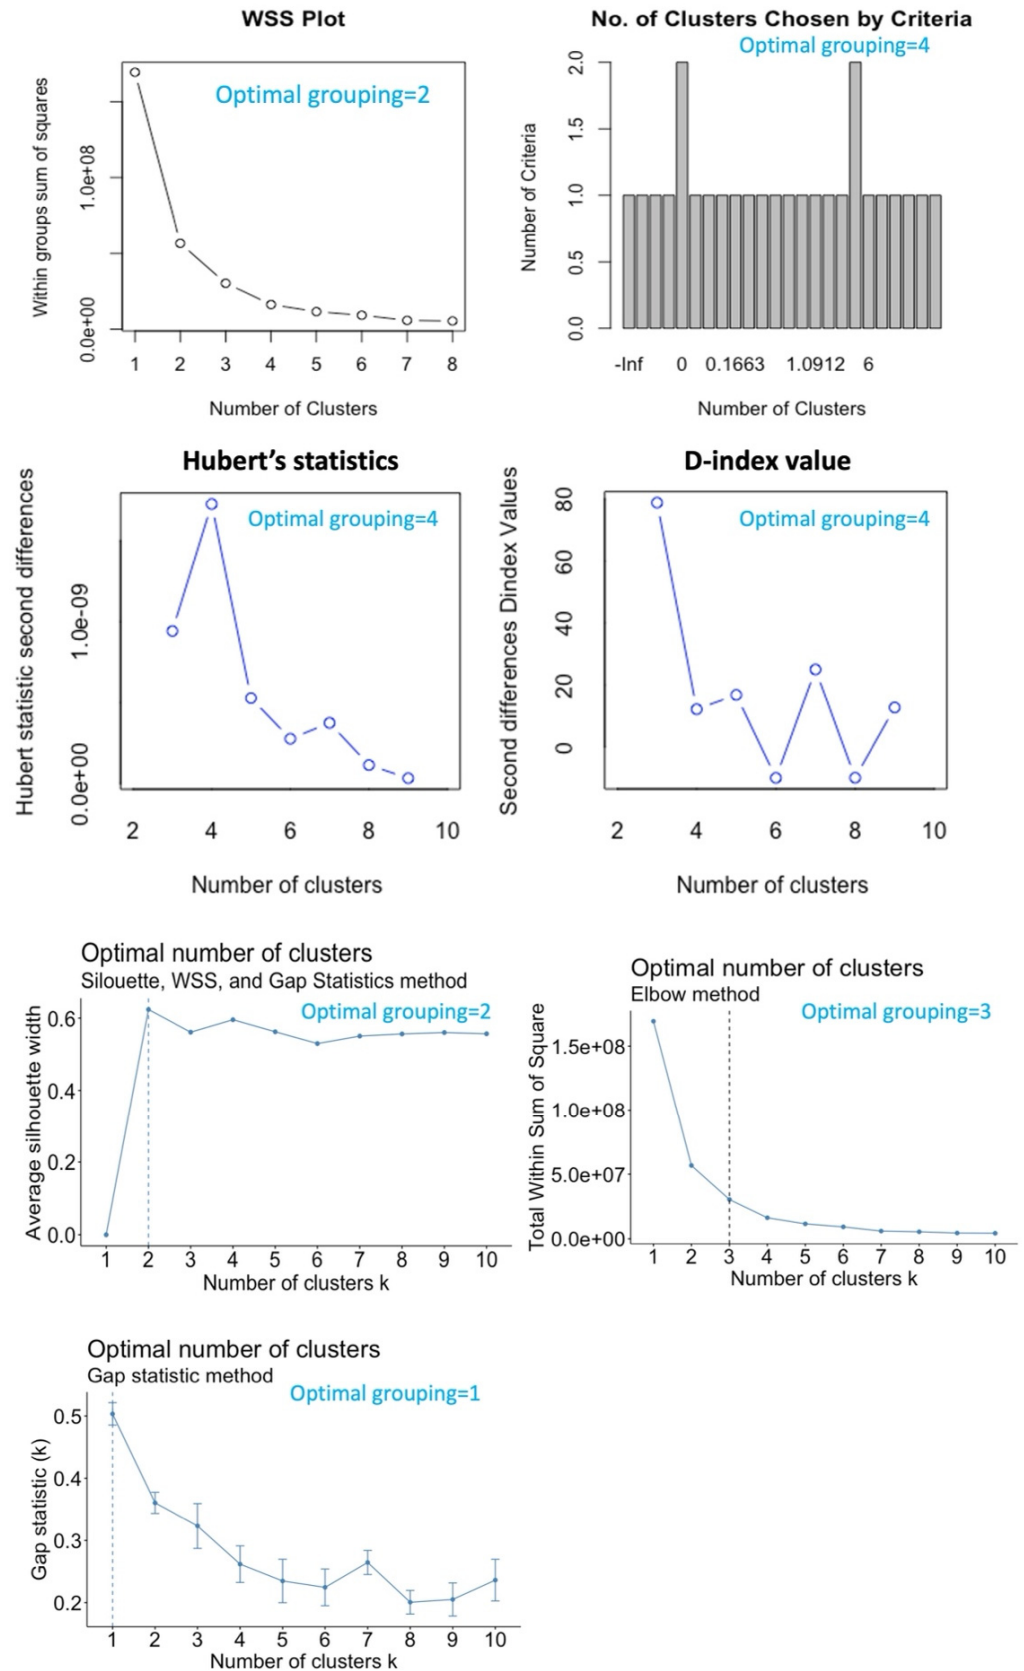 WSS Plot
Optimal grouping=2
Within groups sum of squares
1.0e+08
0.0e+00
1 2 3 4 5 6 7 8
Number of Clusters
No. of Clusters Chosen by Criteria
Optimal grouping=4
Number of Criteria
2.0
1.5
1.0
0.5
0.0
-Inf 0 0.1663 1.0912 6
Number of Clusters
Hubert’s statistics
Optimal grouping=4
Hubert statistic second differences
1.0e-09
0.0e+00
2 4 6 8 10
Number of clusters
D-index value
Optimal grouping=4
Second differences Dindex Values
80
60
40
20
0
2 4 6 8 10
Number of clusters
Optimal number of clusters
Silouette, WSS, and Gap Statistics method
Optimal grouping=2
Average silhouette width
0.6
0.4
0.2
0.0
1 2 3 4 5 6 7 8 9 10
Number of clusters k
Optimal number of clusters
Elbow method
Optimal grouping=3
Total Within Sum of Square
1.5e+08
1.0e+08
5.0e+07
0.0e+00
1 2 3 4 5 6 7 8 9 10
Number of clusters k
Optimal number of clusters
Gap statistic method
Optimal grouping=1
Gap statistic (k)
0.5
0.4
0.3
0.2
1 2 3 4 5 6 7 8 9 10
Number of clusters k